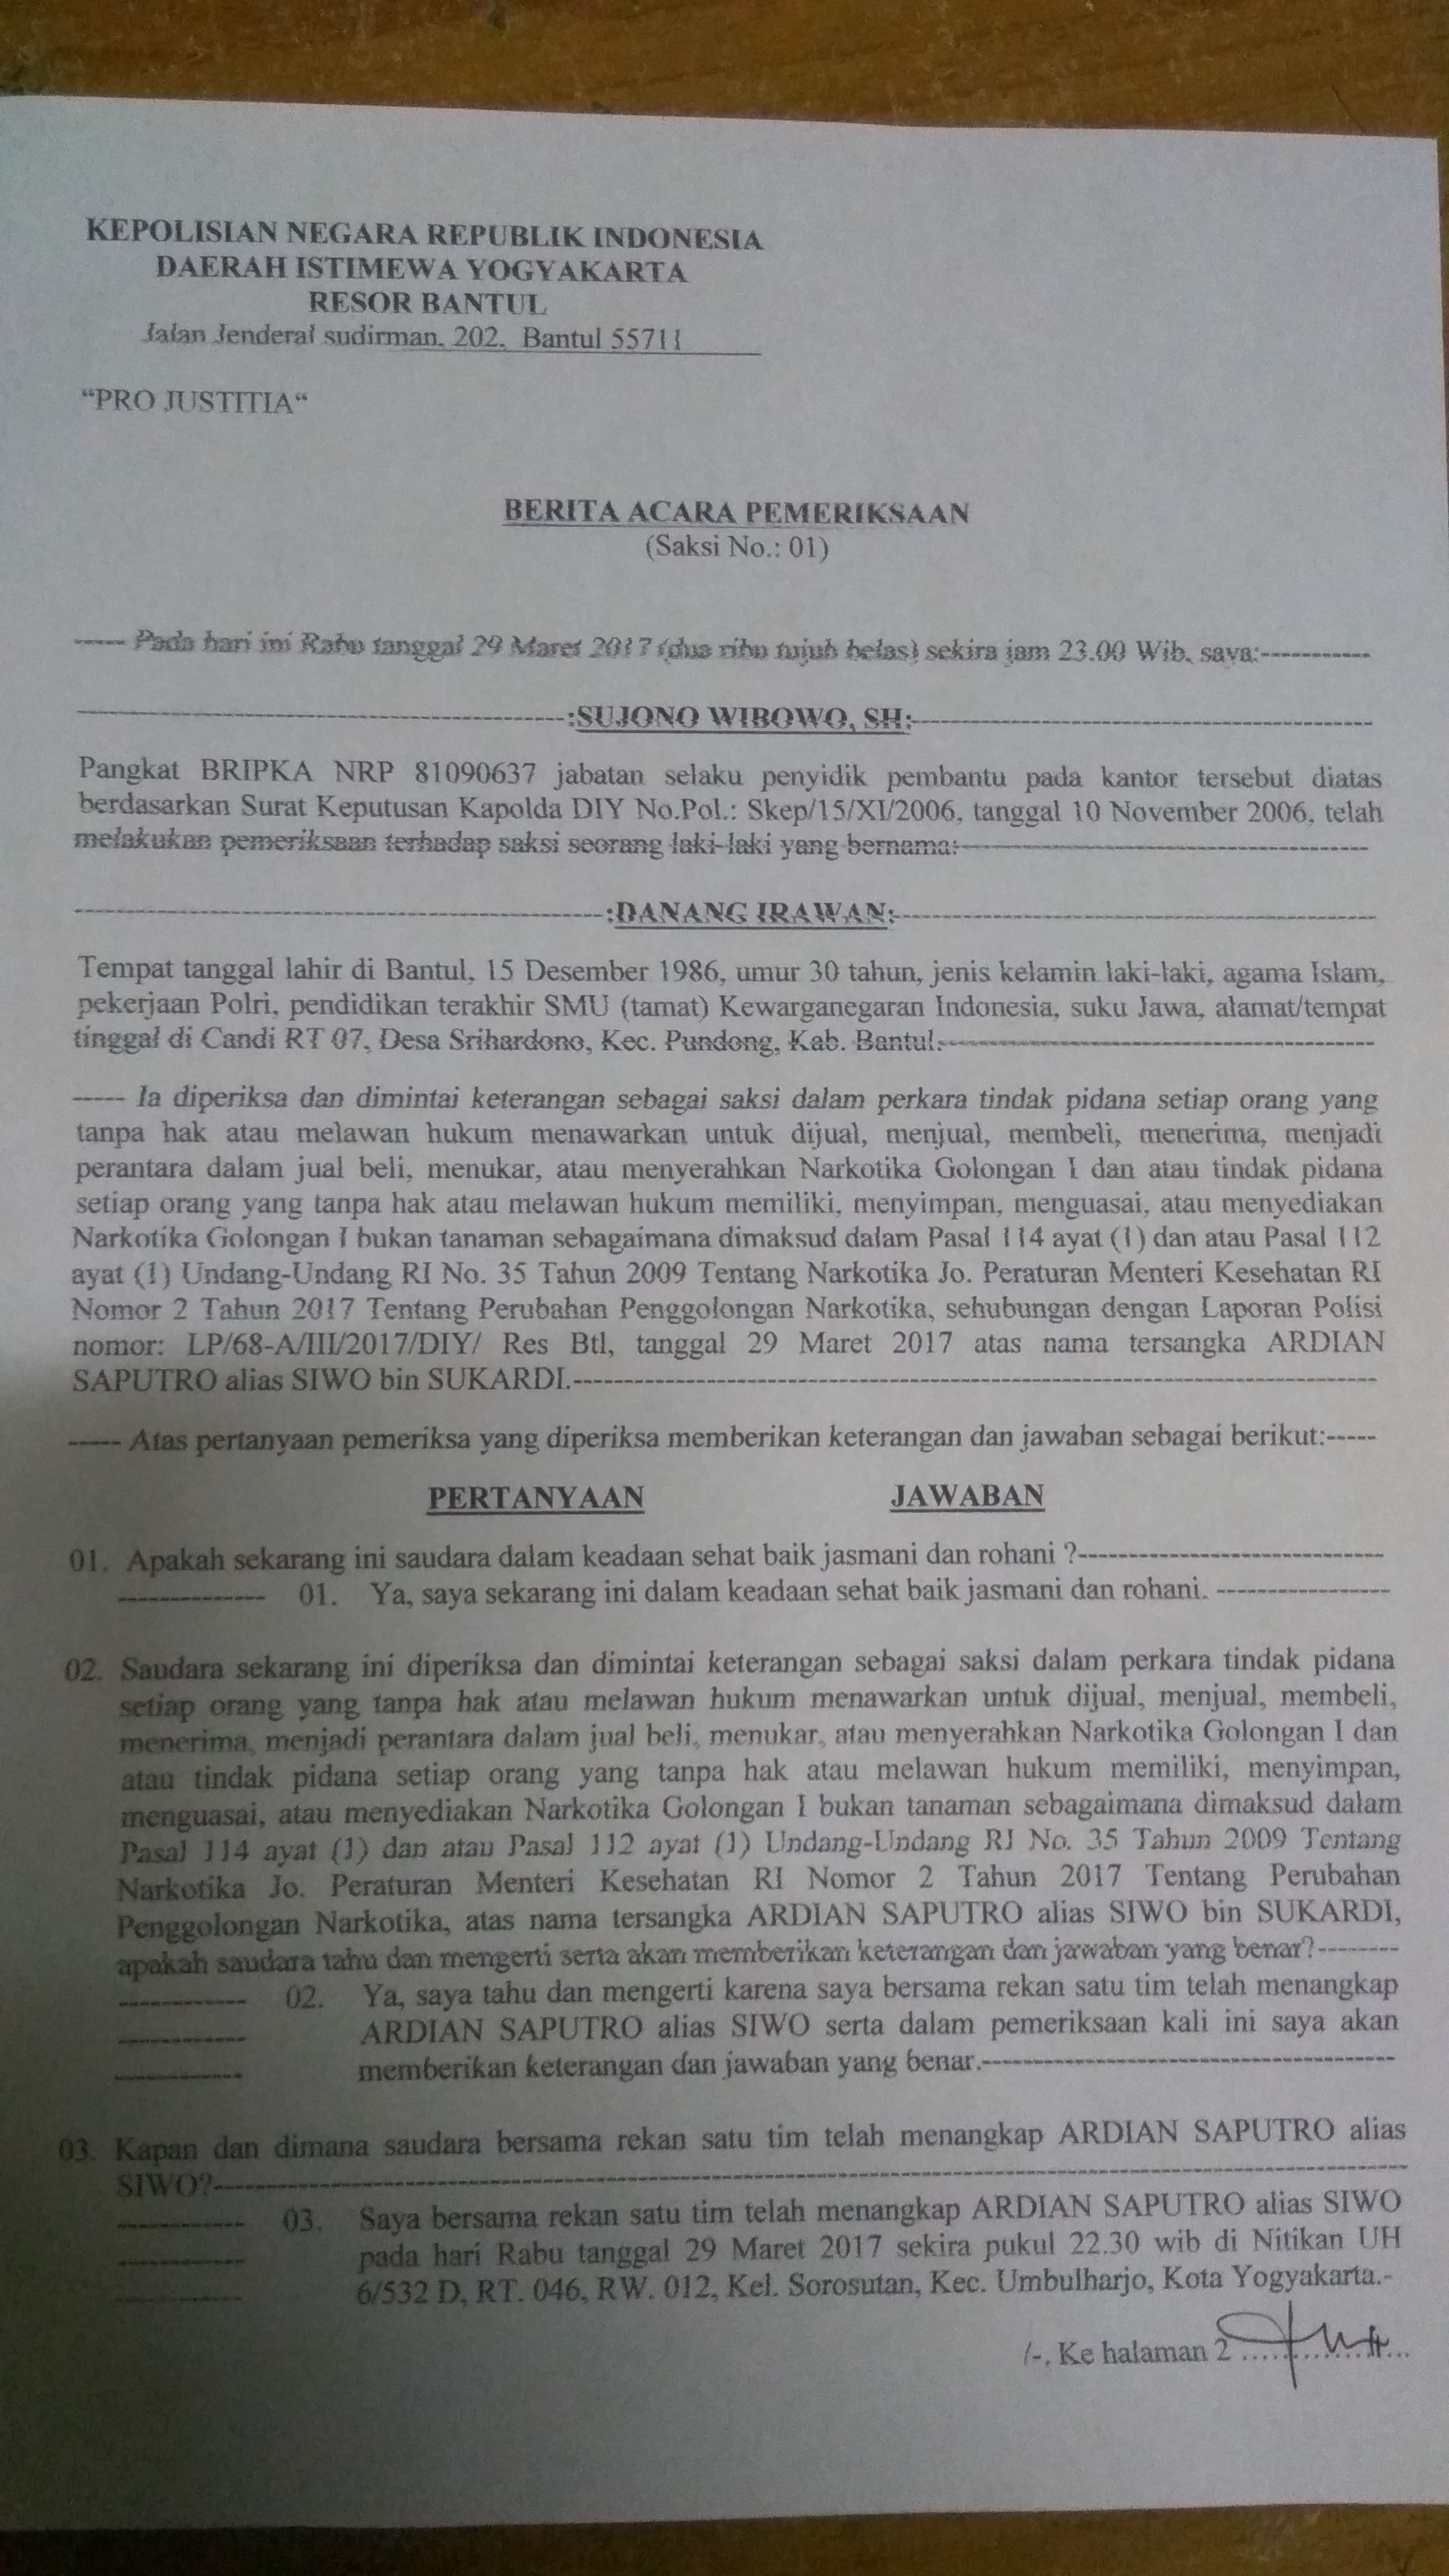 KEPOLISIAN NEGARA REPUBLIK INDONESIA
DAERAH ISTIMEWA YOGYAKARTA
RESOR BANTUL
Jalan Jenderal sudirman. 202. Bantul 55711
“PRO JUSTITIA“
BERITA ACARA PEMERIKSAAN
(Saksi No.: 01)
----- Pada hari ini Rabu tanggal 29 Maret 2017 (dua ribu tujuh belas) sekira jam 23.00 Wib, saya:-----------
-----------------------------------------------:SUJONO WIBOWO, SH:-----------------------------------------------
Pangkat BRIPKA NRP 81090637 jabatan selaku penyidik pembantu pada kantor tersebut diatas
berdasarkan Surat Keputusan Kapolda DIY No.Pol.: Skep/15/XI/2006, tanggal 10 November 2006, telah
melakukan pemeriksaan terhadap saksi seorang laki-laki yang bernama:-----------------------------------------
----------------------------------------------------:DANANG IRAWAN:-----------------------------------------------
Tempat tanggal lahir di Bantul, 15 Desember 1986, umur 30 tahun, jenis kelamin laki-laki, agama Islam,
pekerjaan Polri, pendidikan terakhir SMU (tamat) Kewarganegaran Indonesia, suku Jawa, alamat/tempat
tinggal di Candi RT 07, Desa Srihardono, Kec. Pundong, Kab. Bantul.-------------------------------------------
----- Ia diperiksa dan dimintai keterangan sebagai saksi dalam perkara tindak pidana setiap orang yang
tanpa hak atau melawan hukum menawarkan untuk dijual, menjual, membeli, menerima, menjadi
perantara dalam jual beli, menukar, atau menyerahkan Narkotika Golongan I dan atau tindak pidana
setiap orang yang tanpa hak atau melawan hukum memiliki, menyimpan, menguasai, atau menyediakan
Narkotika Golongan I bukan tanaman sebagaimana dimaksud dalam Pasal 114 ayat (1) dan atau Pasal 112
ayat (1) Undang-Undang RI No. 35 Tahun 2009 Tentang Narkotika Jo. Peraturan Menteri Kesehatan RI
Nomor 2 Tahun 2017 Tentang Perubahan Penggolongan Narkotika, sehubungan dengan Laporan Polisi
nomor: LP/68-A/III/2017/DIY/ Res Btl, tanggal 29 Maret 2017 atas nama tersangka ARDIAN
SAPUTRO alias SIWO bin SUKARDI.--------------------------------------------------------------------------------
----- Atas pertanyaan pemeriksa yang diperiksa memberikan keterangan dan jawaban sebagai berikut:-----
PERTANYAAN JAWABAN
01. Apakah sekarang ini saudara dalam keadaan sehat baik jasmani dan rohani ?------------------------------
-------------- 01. Ya, saya sekarang ini dalam keadaan sehat baik jasmani dan rohani. -----------------
02. Saudara sekarang ini diperiksa dan dimintai keterangan sebagai saksi dalam perkara tindak pidana
setiap orang yang tanpa hak atau melawan hukum menawarkan untuk dijual, menjual, membeli,
menerima, menjadi perantara dalam jual beli, menukar, atau menyerahkan Narkotika Golongan I dan
atau tindak pidana setiap orang yang tanpa hak atau melawan hukum memiliki, menyimpan,
menguasai, atau menyediakan Narkotika Golongan I bukan tanaman sebagaimana dimaksud dalam
Pasal 114 ayat (1) dan atau Pasal 112 ayat (1) Undang-Undang RI No. 35 Tahun 2009 Tentang
Narkotika Jo. Peraturan Menteri Kesehatan RI Nomor 2 Tahun 2017 Tentang Perubahan
Penggolongan Narkotika, atas nama tersangka ARDIAN SAPUTRO alias SIWO bin SUKARDI,
apakah saudara tahu dan mengerti serta akan memberikan keterangan dan jawaban yang benar?--------
------------ 02. Ya, saya tahu dan mengerti karena saya bersama rekan satu tim telah menangkap
------------ ARDIAN SAPUTRO alias SIWO serta dalam pemeriksaan kali ini saya akan
------------ memberikan keterangan dan jawaban yang benar.----------------------------------------
03. Kapan dan dimana saudara bersama rekan satu tim telah menangkap ARDIAN SAPUTRO alias
SIWO?--------------------------------------------------------------------------------------------------------------
------------ 03. Saya bersama rekan satu tim telah menangkap ARDIAN SAPUTRO alias SIWO
------------ pada hari Rabu tanggal 29 Maret 2017 sekira pukul 22.30 wib di Nitikan UH
------------ 6/532 D, RT. 046, RW. 012, Kel. Sorosutan, Kec. Umbulharjo, Kota Yogyakarta.-
/-. Ke halaman 2 ..................